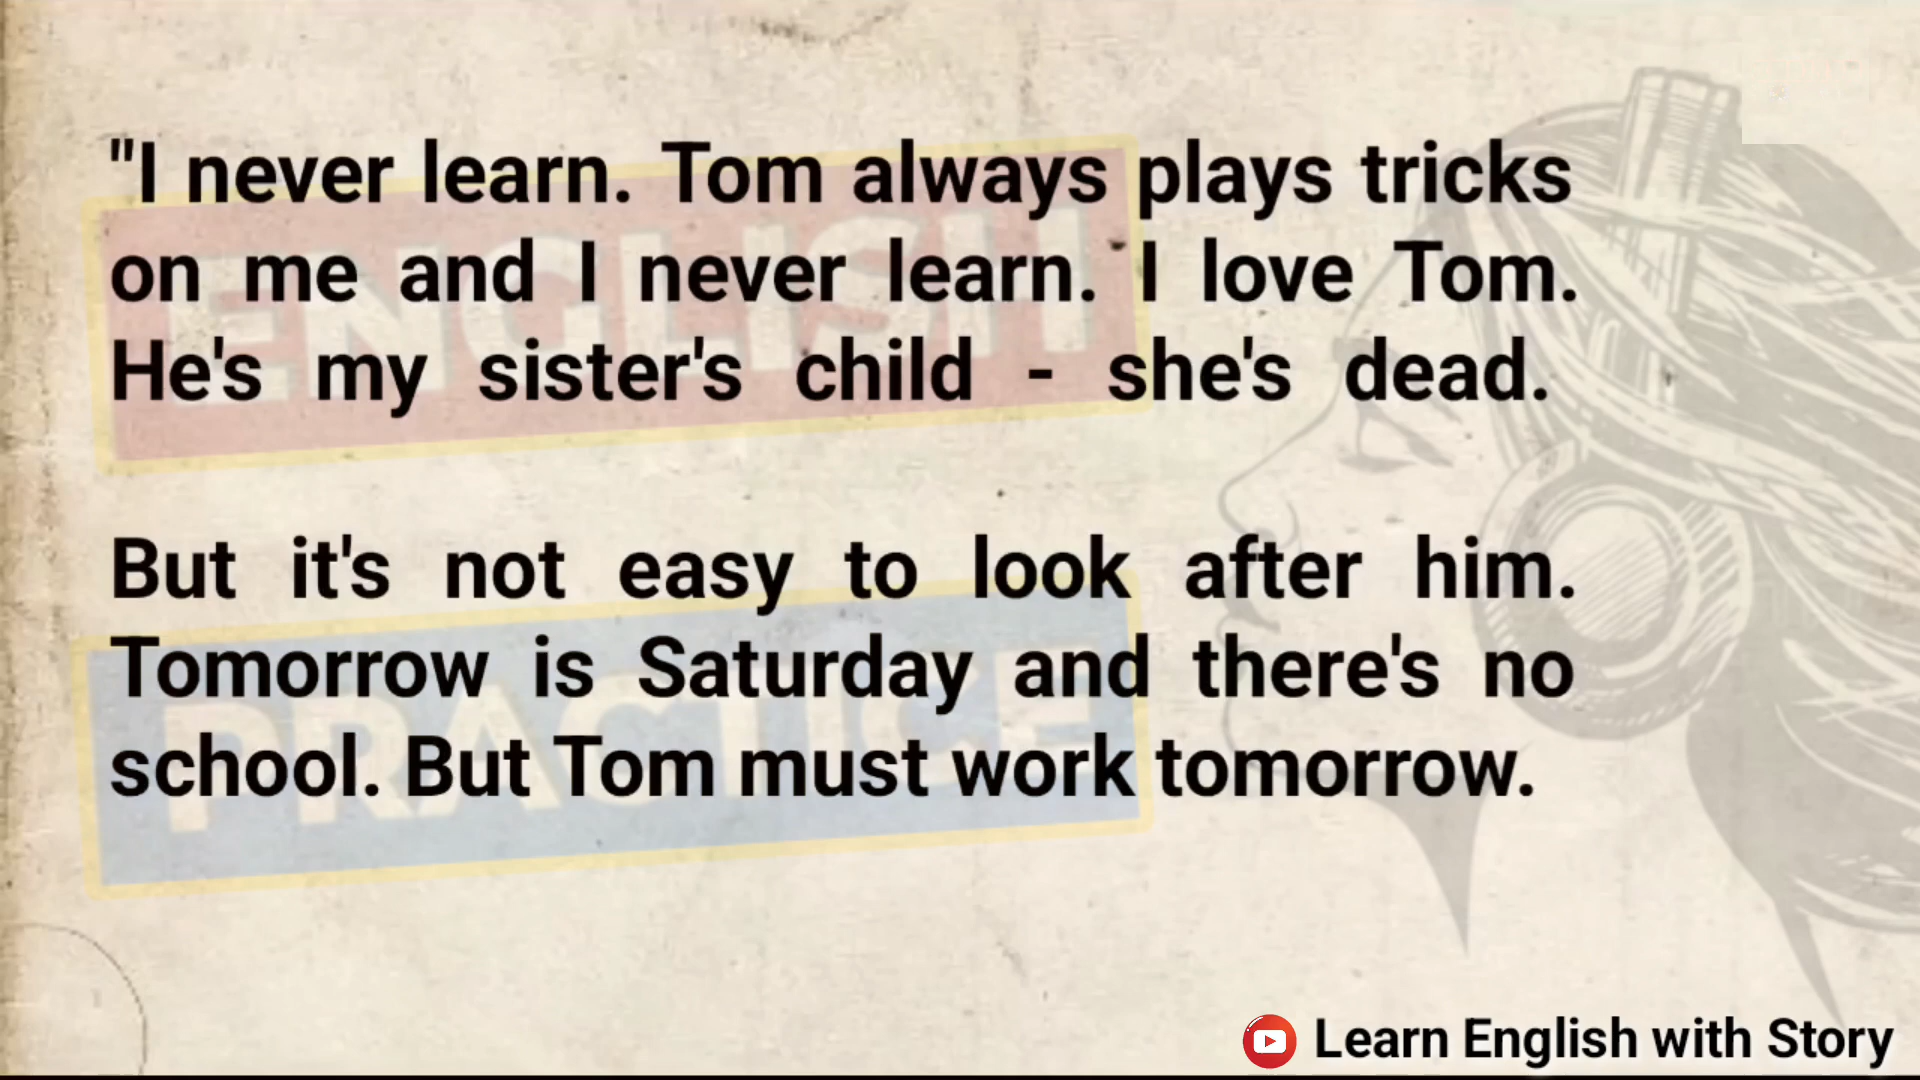 "I never learn. Tom always plays tricks
on me and I never learn. I love Tom.
He's my sister's child - she's dead.
But it's not easy to look after him.
Tomorrow is Saturday and there's no
school. But Tom must work tomorrow.
ENGLISH
PRACTICE
Learn English with Story